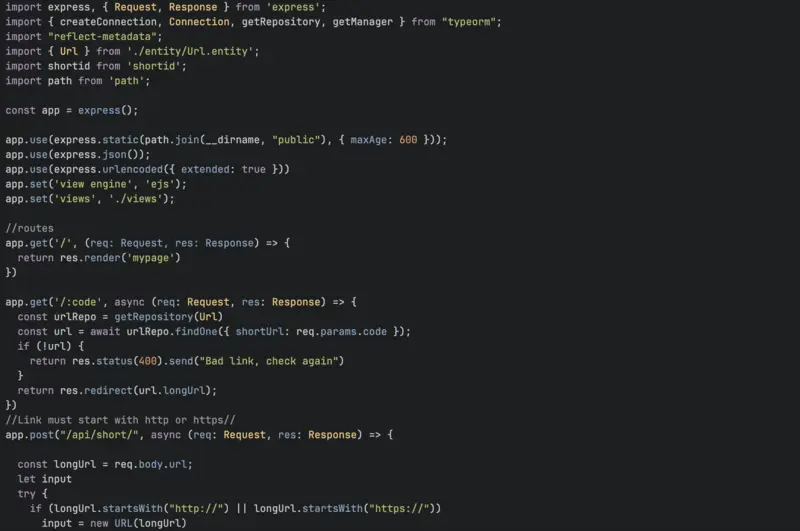 import express, { Request, Response } from 'express';
import { createConnection, Connection, getRepository, getManager } from "typeorm";
import "reflect-metadata";
import { Url } from './entity/Url.entity';
import shortid from 'shortid';
import path from 'path';

const app = express();

app.use(express.static(path.join(__dirname, "public"), { maxAge: 600 }));
app.use(express.json());
app.use(express.urlencoded({ extended: true }))
app.set('view engine', 'ejs');
app.set('views', './views');

//routes
app.get('/', (req: Request, res: Response) => {
  return res.render('mypage')
})

app.get('/:code', async (req: Request, res: Response) => {
  const urlRepo = getRepository(Url)
  const url = await urlRepo.findOne({ shortUrl: req.params.code });
  if (!url) {
    return res.status(400).send("Bad link, check again")
  }
  return res.redirect(url.longUrl);
})
//Link must start with http or https//
app.post("/api/short/", async (req: Request, res: Response) => {

  const longUrl = req.body.url;
  let input
  try {
    if (longUrl.startsWith("http://") || longUrl.startsWith("https://"))
      input = new URL(longUrl)